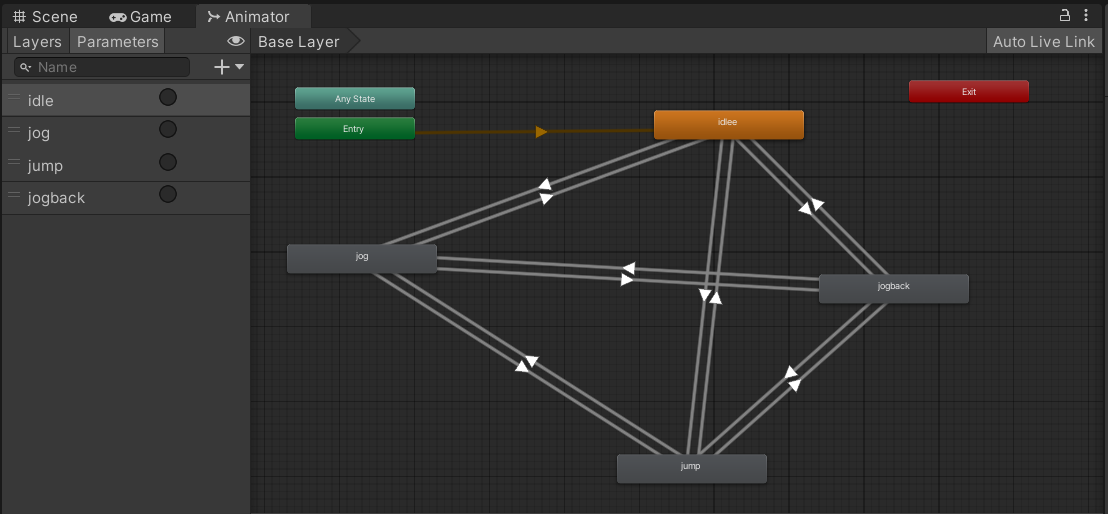 Scene Game Animator
Layers Parameters Base Layer Auto Live Link
Name
idle
jog
jump
jogback
Any State
Exit
Entry
idlee
jog
jogback
jump